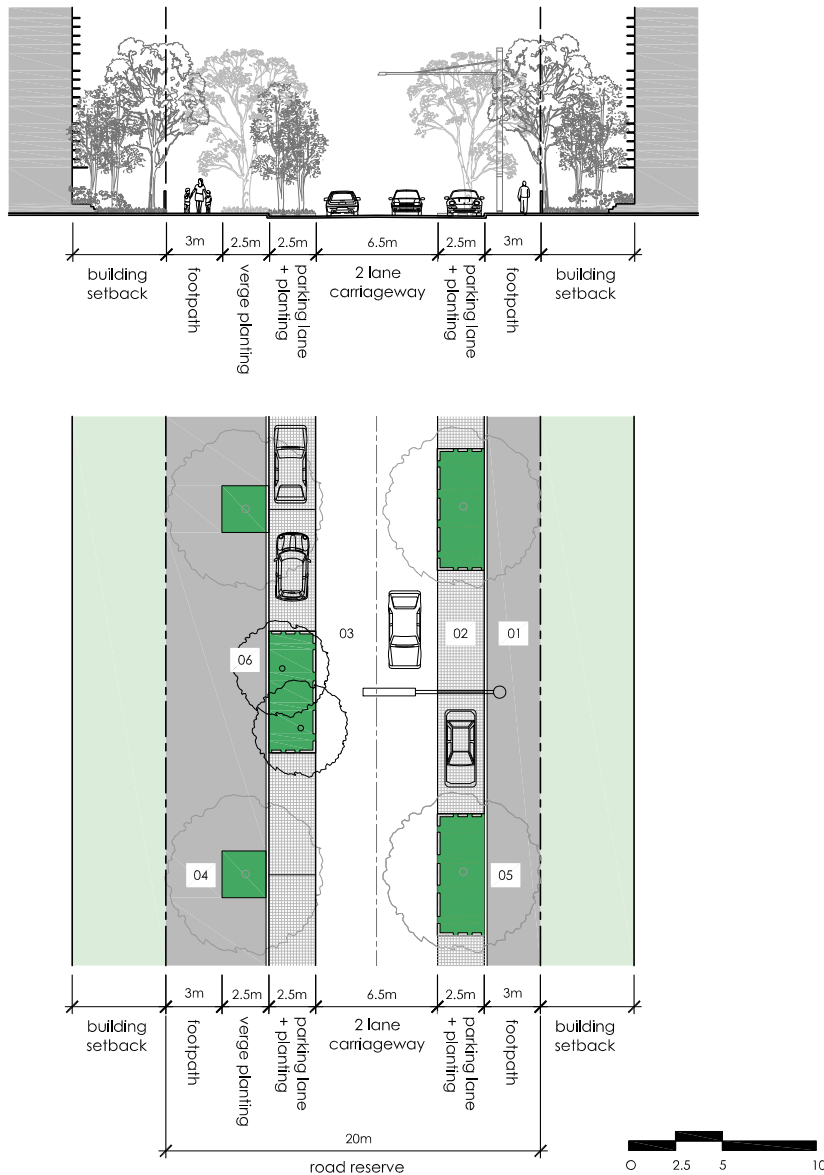 3m
2.5m
2.5m
6.5m
2.5m
3m
building
setback
footpath
verge planting
parking lane
+ planting
2 lane
carriageway
parking lane
+ planting
footpath
building
setback
03
02
01
06
04
05
3m
2.5m
2.5m
6.5m
2.5m
3m
building
setback
footpath
verge planting
parking lane
+ planting
2 lane
carriageway
parking lane
+ planting
footpath
building
setback
20m
road reserve
O 2.5 5 10